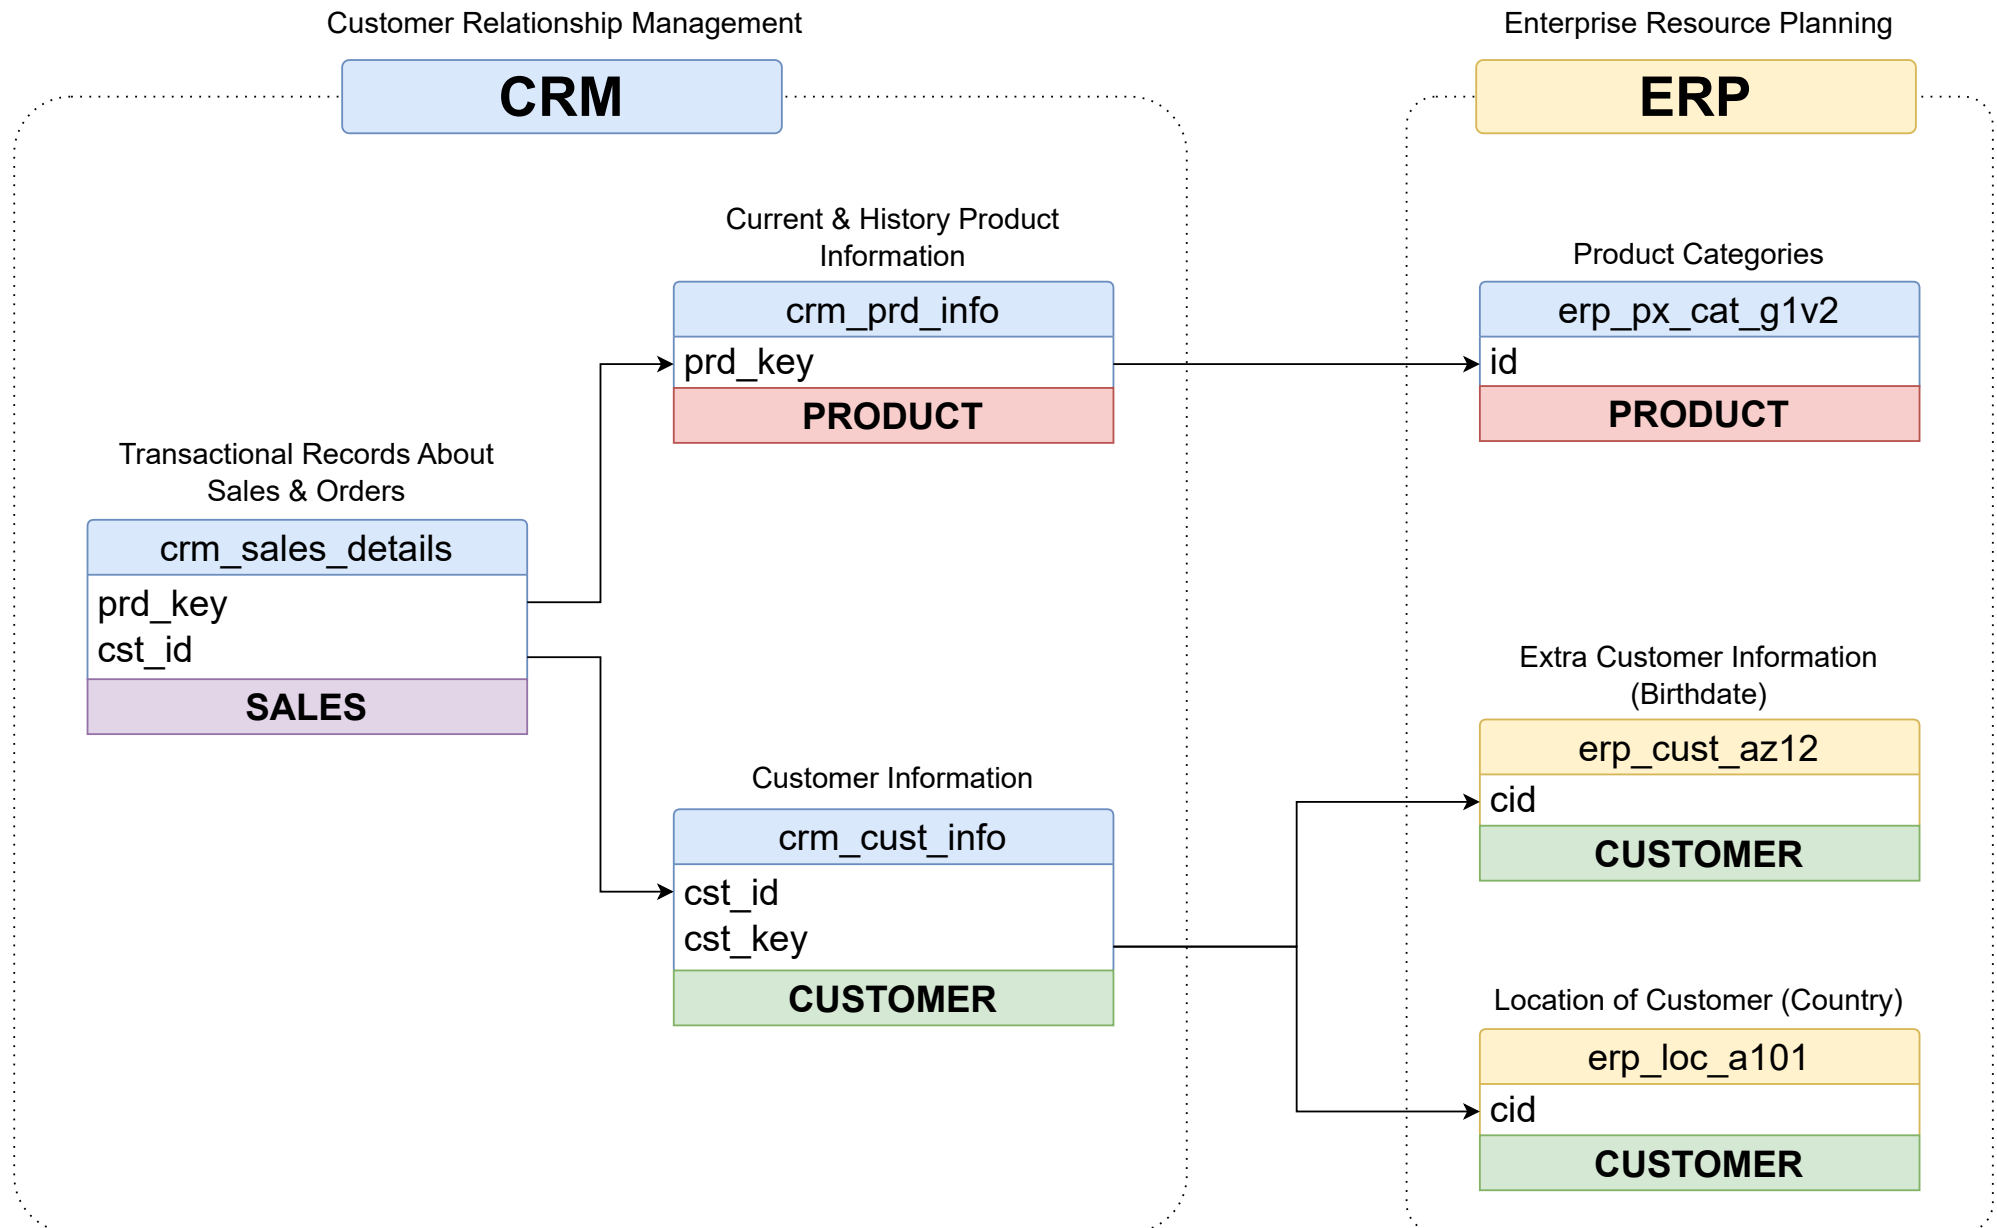 Customer Relationship Management
CRM
Enterprise Resource Planning
ERP
Current & History Product
Information
crm_prd_info
prd_key
PRODUCT
Product Categories
erp_px_cat_g1v2
id
PRODUCT
Transactional Records About
Sales & Orders
crm_sales_details
prd_key
cst_id
SALES
Customer Information
crm_cust_info
cst_id
cst_key
CUSTOMER
Extra Customer Information
(Birthdate)
erp_cust_az12
cid
CUSTOMER
Location of Customer (Country)
erp_loc_a101
cid
CUSTOMER